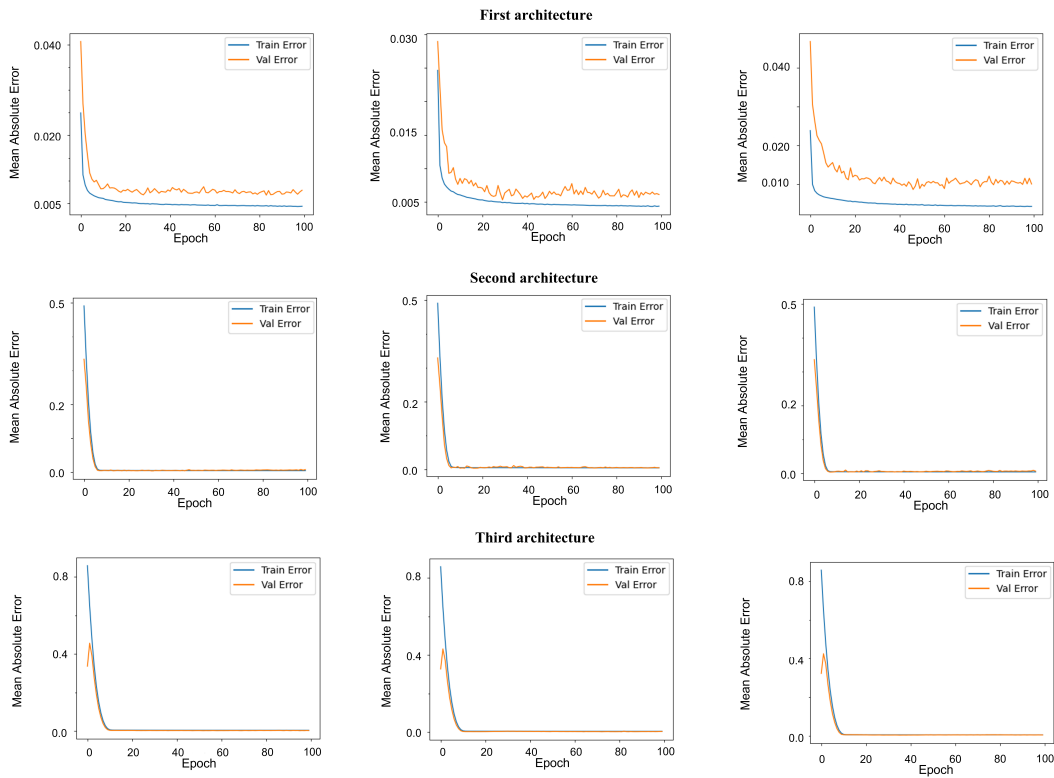 First architecture
Mean Absolute Error
0.040
0.020
0.005
Train Error
Val Error
0 20 40 60 80 100
Epoch
Mean Absolute Error
0.030
0.015
0.005
Train Error
Val Error
0 20 40 60 80 100
Epoch
Mean Absolute Error
0.040
0.020
0.010
Train Error
Val Error
0 20 40 60 80 100
Epoch
Second architecture
Mean Absolute Error
0.5
0.2
0.0
Train Error
Val Error
0 20 40 60 80 100
Epoch
Mean Absolute Error
0.5
0.2
0.0
Train Error
Val Error
0 20 40 60 80 100
Epoch
Mean Absolute Error
0.5
0.2
0.0
Train Error
Val Error
0 20 40 60 80 100
Epoch
Third architecture
Mean Absolute Error
0.8
0.4
0.0
Train Error
Val Error
0 20 40 60 80 100
Epoch
Mean Absolute Error
0.8
0.4
0.0
Train Error
Val Error
0 20 40 60 80 100
Epoch
Mean Absolute Error
0.8
0.4
0.0
Train Error
Val Error
0 20 40 60 80 100
Epoch